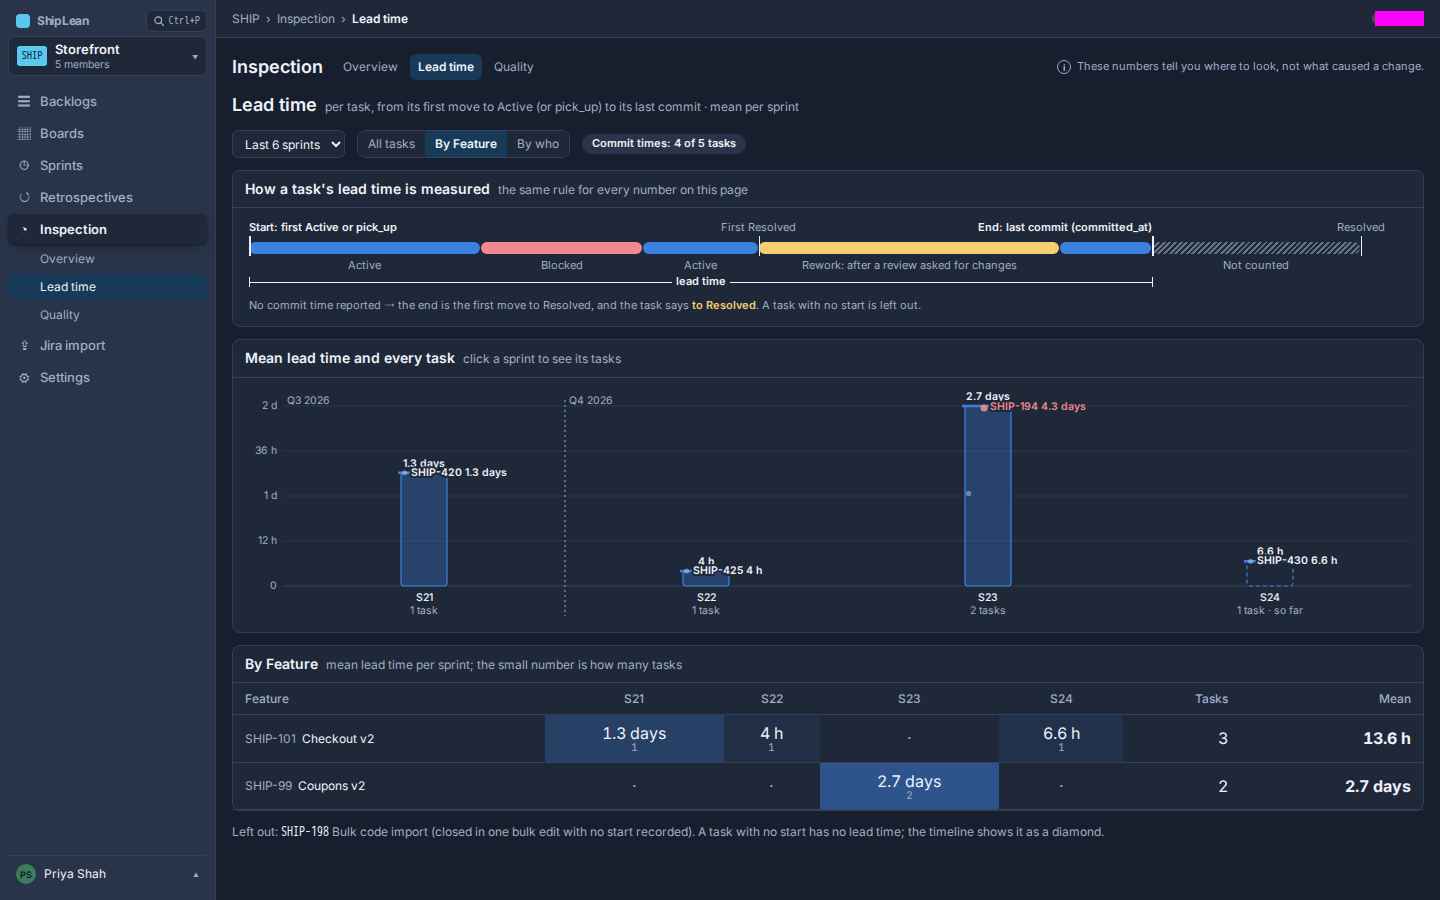 ShipLean
Ctrl+P
SHIP
Storefront
5 members
Backlogs
Boards
Sprints
Retrospectives
Inspection
Overview
Lead time
Quality
Jira import
Settings
PS Priya Shah
SHIP › Inspection › Lead time
Inspection Overview Lead time Quality
These numbers tell you where to look, not what caused a change.
Lead time per task, from its first move to Active (or pick_up) to its last commit · mean per sprint
Last 6 sprints All tasks By Feature By who Commit times: 4 of 5 tasks
How a task's lead time is measured the same rule for every number on this page
Start: first Active or pick_up First Resolved End: last commit (committed_at) Resolved
Active Blocked Active Rework: after a review asked for changes Not counted
lead time
No commit time reported → the end is the first move to Resolved, and the task says to Resolved. A task with no start is left out.
Mean lead time and every task click a sprint to see its tasks
Q3 2026 Q4 2026
2 d
36 h
1 d
12 h
0
1.3 days
SHIP-420 1.3 days
4 h
SHIP-425 4 h
2.7 days
SHIP-194 4.3 days
6.6 h
SHIP-430 6.6 h
S21 S22 S23 S24
1 task 1 task 2 tasks 1 task · so far
By Feature mean lead time per sprint; the small number is how many tasks
Feature S21 S22 S23 S24 Tasks Mean
SHIP-101 Checkout v2 1.3 days 4 h · 6.6 h 3 13.6 h
1 1 1
SHIP-99 Coupons v2 · · 2.7 days · 2 2.7 days
2
Left out: SHIP-198 Bulk code import (closed in one bulk edit with no start recorded). A task with no start has no lead time; the timeline shows it as a diamond.